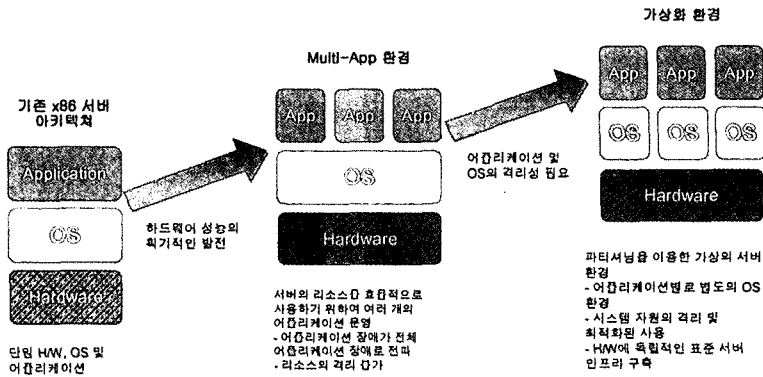 기존 x86 서버
아키텍쳐
Application
OS
Hardware
단일 H/W, OS 및
어플리케이션
하드웨어 성능의
획기적인 발전
Multi-App 환경
App App App
OS
Hardware
서버의 리소스를 효율적으로
사용하기 위하여 여러 개의
어플리케이션 운영
- 어플리케이션 장애가 전체
어플리케이션 장애로 전파
- 리소스의 격리 불가
어플리케이션 및
OS의 격리성 필요
가상화 환경
App App App
OS OS OS
Hardware
파티셔닝을 이용한 가상의 서버
환경
- 어플리케이션별로 별도의 OS
환경
- 시스템 자원의 격리 및
최적화된 사용
- H/W에 독립적인 표준 서버
인프라 구축